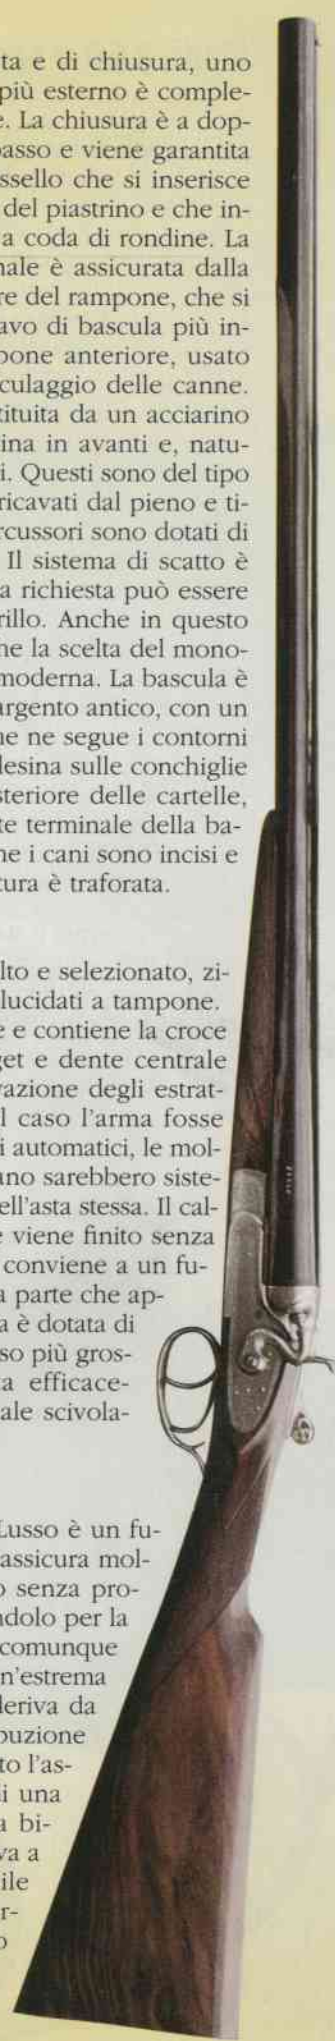 ta e di chiusura, uno
più esterno è comple-
e. La chiusura è a dop-
passo e viene garantita
ssello che si inserisce
del piastrino e che in-
a coda di rondine. La
nale è assicurata dalla
re del rampone, che si
avo di bascula più in-
pone anteriore, usato
culaggio delle canne.
tituita da un acciarino
ina in avanti e, natu-
i. Questi sono del tipo
ricavati dal pieno e ti-
rcussori sono dotati di
Il sistema di scatto è
a richiesta può essere
rillo. Anche in questo
ne la scelta del mono-
moderna. La bascula è
argento antico, con un
ne ne segue i contorni
lesina sulle conchiglie
steriore delle cartelle,
te terminale della ba-
ne i cani sono incisi e
tura è traforata.
lto e selezionato, zi-
lucidati a tampone.
e e contiene la croce
get e dente centrale
vazione degli estrat-
l caso l'arma fosse
i automatici, le mol-
ano sarebbero siste-
ell'asta stessa. Il cal-
e viene finito senza
conviene a un fu-
a parte che ap-
a è dotata di
so più gros-
ta efficace-
ale scivola-
Lusso è un fu-
assicura mol-
o senza pro-
ndolo per la
comunque
n'estrema
deriva da
buzione
to l'as-
i una
a bi-
va a
ile
r-
o